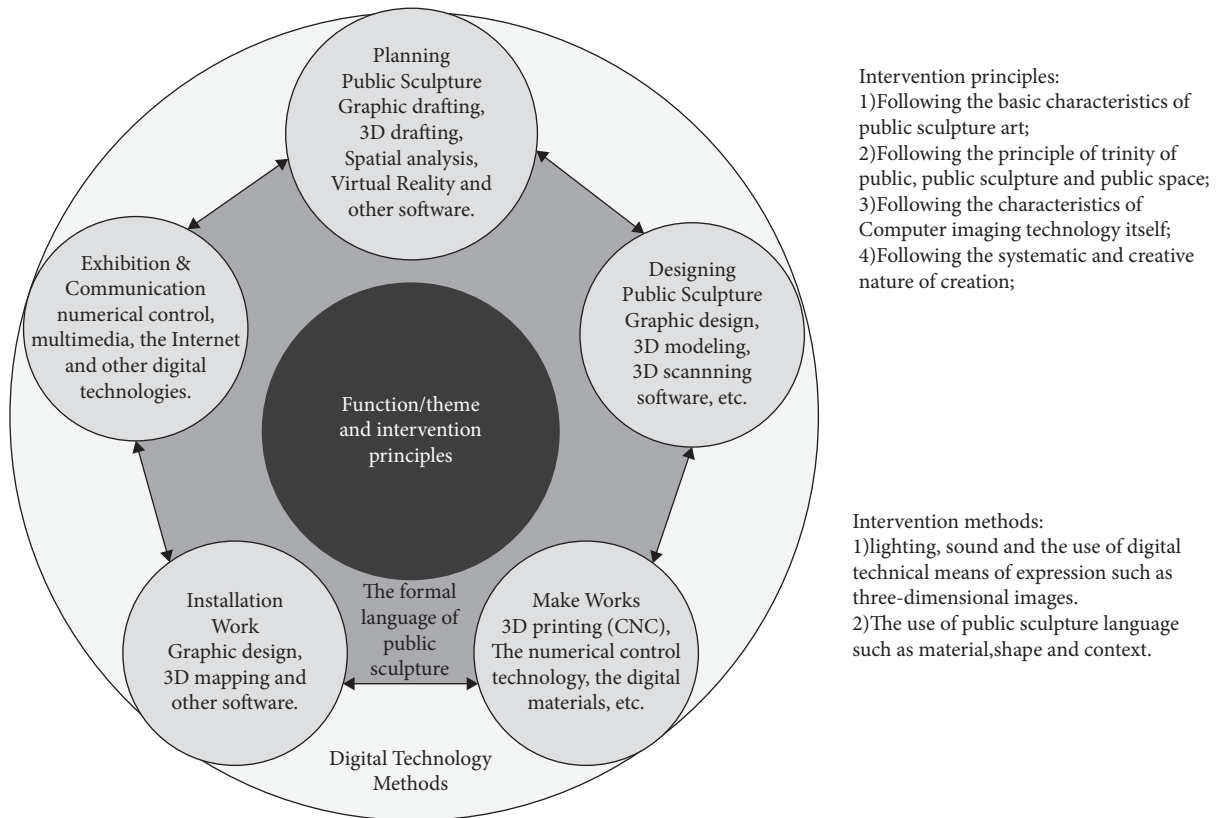 Planning
Public Sculpture
Graphic drafting,
3D drafting,
Spatial analysis,
Virtual Reality and
other software.
Exhibition &
Communication
numerical control,
multimedia, the Internet
and other digital
technologies.
Designing
Public Sculpture
Graphic design,
3D modeling,
3D scannning
software, etc.
Function/theme
and intervention
principles
Installation
Work
Graphic design,
3D mapping and
other software.
The formal
language of
public
sculpture
Make Works
3D printing (CNC),
The numerical control
technology, the digital
materials, etc.
Digital Technology
Methods
Intervention principles:
1)Following the basic characteristics of
public sculpture art;
2)Following the principle of trinity of
public, public sculpture and public space;
3)Following the characteristics of
Computer imaging technology itself;
4)Following the systematic and creative
nature of creation;
Intervention methods:
1)lighting, sound and the use of digital
technical means of expression such as
three-dimensional images.
2)The use of public sculpture language
such as material,shape and context.